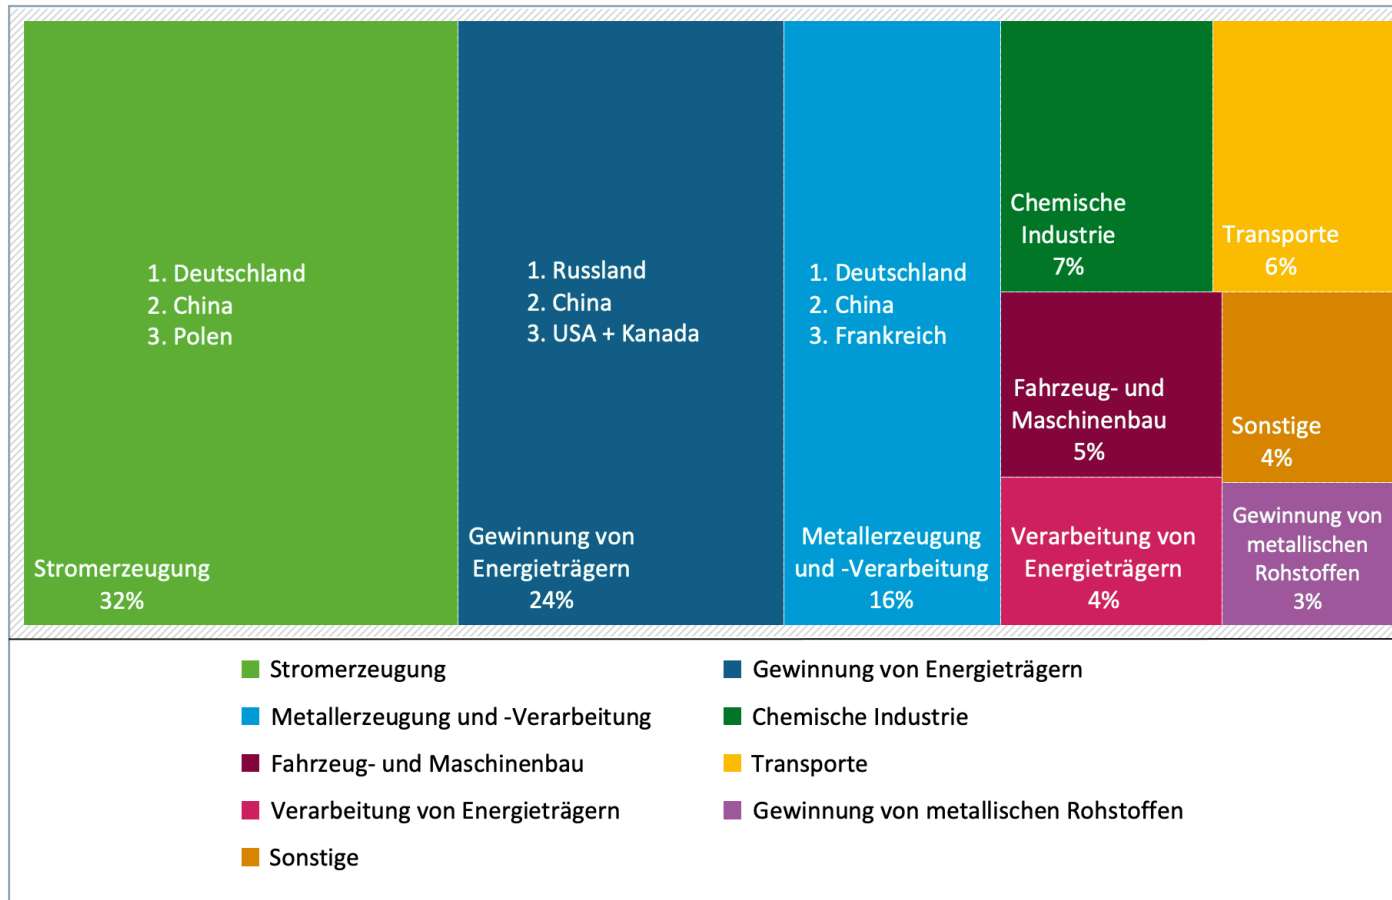 1. Deutschland
2. China
3. Polen
Stromerzeugung
32%
1. Russland
2. China
3. USA + Kanada
Gewinnung von
Energieträgern
24%
1. Deutschland
2. China
3. Frankreich
Metallerzeugung
und -Verarbeitung
16%
Chemische
Industrie
7%
Transporte
6%
Fahrzeug- und
Maschinenbau
5%
Sonstige
4%
Verarbeitung von
Energieträgern
4%
Gewinnung von
metallischen
Rohstoffen
3%
Stromerzeugung
Gewinnung von Energieträgern
Metallerzeugung und -Verarbeitung
Chemische Industrie
Fahrzeug- und Maschinenbau
Transporte
Verarbeitung von Energieträgern
Gewinnung von metallischen Rohstoffen
Sonstige